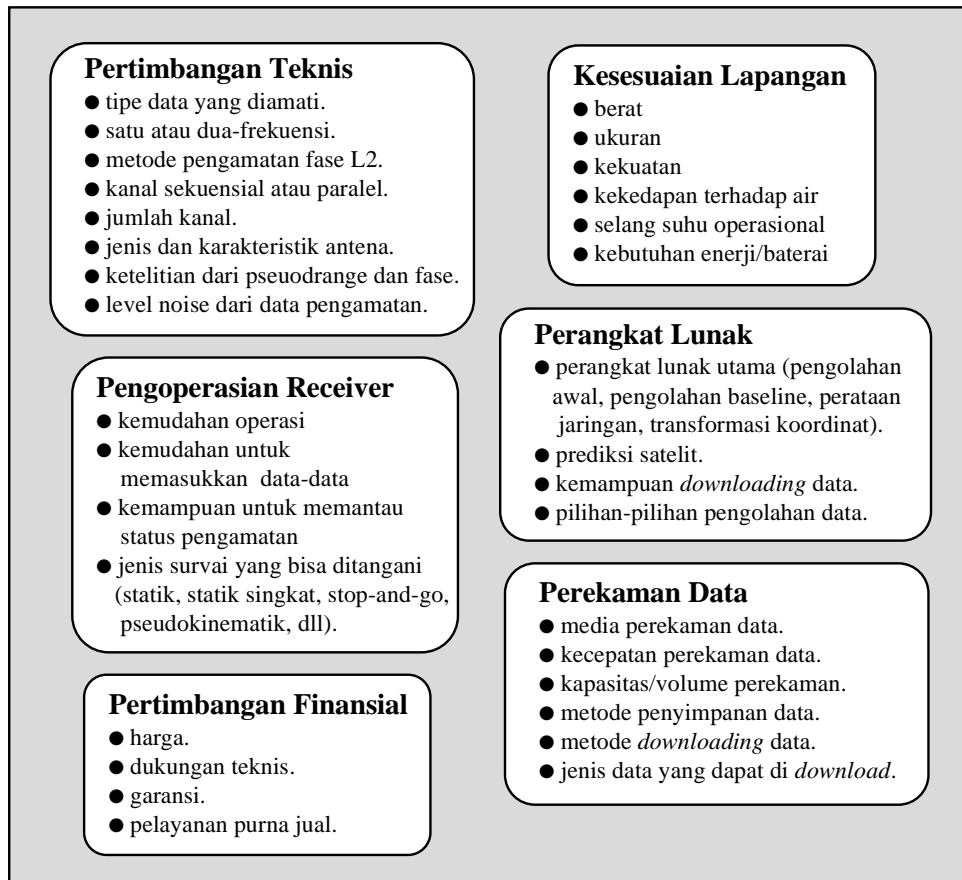 Pertimbangan Teknis
● tipe data yang diamati.
● satu atau dua-frekuensi.
● metode pengamatan fase L2.
● kanal sekuensial atau paralel.
● jumlah kanal.
● jenis dan karakteristik antena.
● ketelitian dari pseuodrange dan fase.
● level noise dari data pengamatan.
Pengoperasian Receiver
● kemudahan operasi
● kemudahan untuk
memasukkan data-data
● kemampuan untuk memantau
status pengamatan
● jenis survai yang bisa ditangani
(statik, statik singkat, stop-and-go,
pseudokinematik, dll).
Pertimbangan Finansial
● harga.
● dukungan teknis.
● garansi.
● pelayanan purna jual.
Kesesuaian Lapangan
● berat
● ukuran
● kekuatan
● kekedapan terhadap air
● selang suhu operasional
● kebutuhan enerji/baterai
Perangkat Lunak
● perangkat lunak utama (pengolahan
awal, pengolahan baseline, perataan
jaringan, transformasi koordinat).
● prediksi satelit.
● kemampuan downloading data.
● pilihan-pilihan pengolahan data.
Perekaman Data
● media perekaman data.
● kecepatan perekaman data.
● kapasitas/volume perekaman.
● metode penyimpanan data.
● metode downloading data.
● jenis data yang dapat di download.